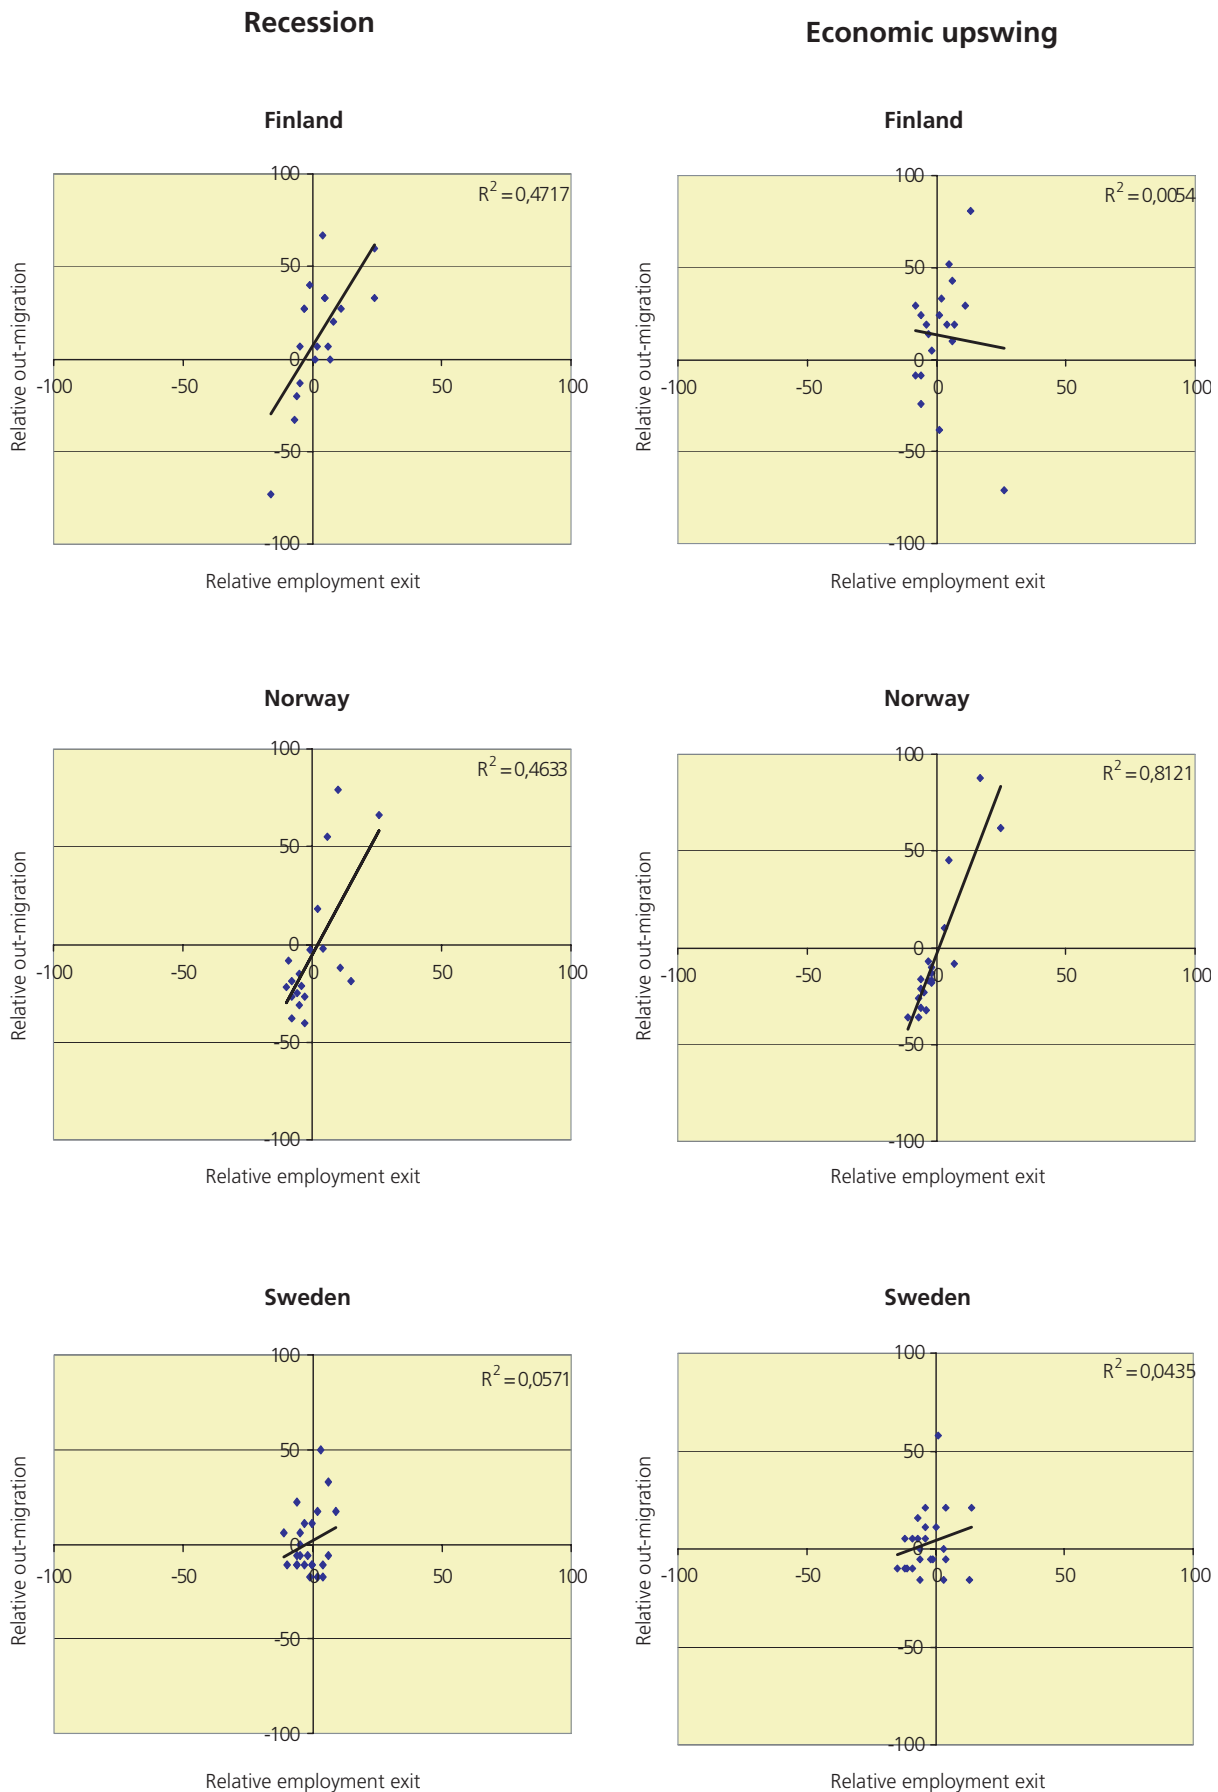 Recession
Economic upswing
Finland
Finland
100
R2 = 0,4717
50
0
-100 -50 0 50 100
-50
-100
Relative out-migration
Relative employment exit
100
R2 = 0,0054
50
0
-100 -50 0 50 100
-50
-100
Relative out-migration
Relative employment exit
Norway
Norway
100
R2 = 0,4633
50
0
-100 -50 0 50 100
-50
-100
Relative out-migration
Relative employment exit
100
R2 = 0,8121
50
0
-100 -50 0 50 100
-50
-100
Relative out-migration
Relative employment exit
Sweden
Sweden
100
R2 = 0,0571
50
0
-100 -50 0 50 100
-50
-100
Relative out-migration
Relative employment exit
100
R2 = 0,0435
50
0
-100 -50 0 50 100
-50
-100
Relative out-migration
Relative employment exit